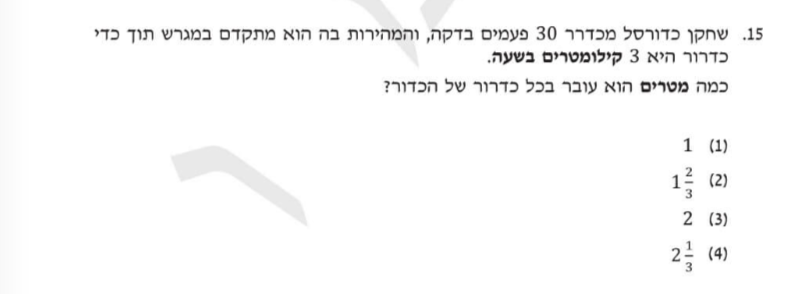 15. שחקן כדורסל מכדרר 30 פעמים בדקה, והמהירות בה הוא מתקדם במגרש תוך כדי
כדרור היא 3 קילומטרים בשעה.
כמה מטרים הוא עובר בכל כדרור של הכדור?
(1) 1
(2) 1 2/3
(3) 2
(4) 2 1/3